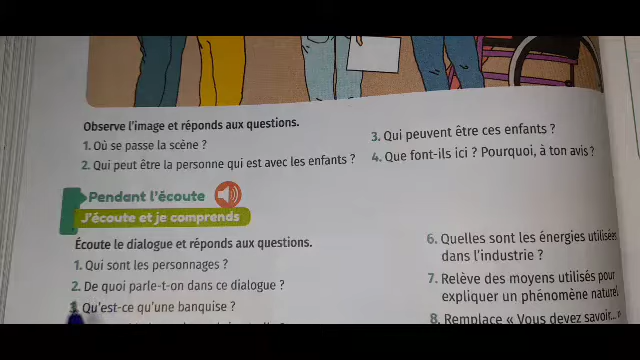 Observe l'image et réponds aux questions.
1. Où se passe la scène ?
2. Qui peut être la personne qui est avec les enfants ?
3. Qui peuvent être ces enfants ?
4. Que font-ils ici ? Pourquoi, à ton avis ?
Pendant l'écoute
J'écoute et je comprends
Écoute le dialogue et réponds aux questions.
1. Qui sont les personnages ?
2. De quoi parle-t-on dans ce dialogue ?
3. Qu'est-ce qu'une banquise ?
6. Quelles sont les énergies utilisées
dans l'industrie ?
7. Relève des moyens utilisés pour
expliquer un phénomène naturel
8. Remplace « Vous devez savoir... »